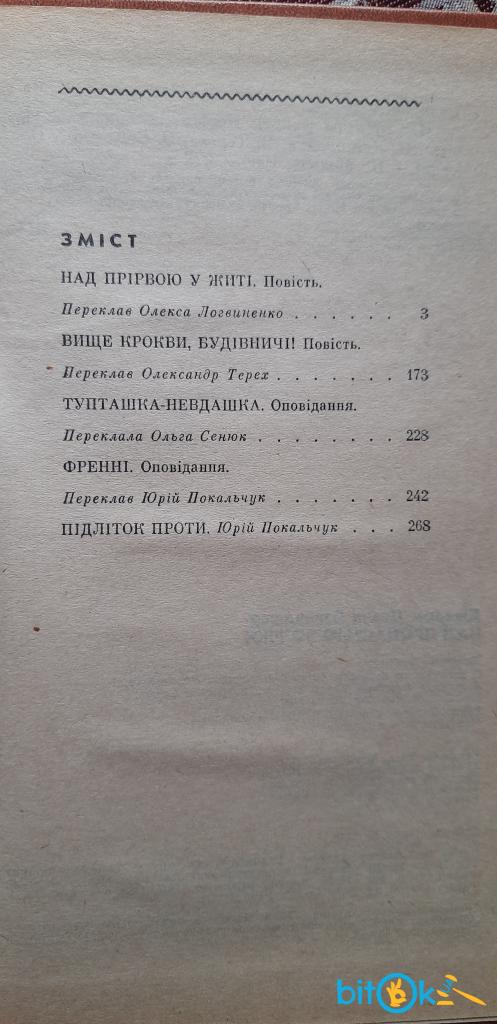 ЗМІСТ
НАД ПРІРВОЮ У ЖИТІ. Повість.
Переклав Олекса Логвиненко . . . . . . 3
ВИЩЕ КРОКВИ, БУДІВНИЧІ! Повість.
Переклав Олександр Терех . . . . . . 173
ТУПТАШКА-НЕВДАШКА. Оповідання.
Переклала Ольга Сенюк . . . . . . . 228
ФРЕННІ. Оповідання.
Переклав Юрій Покальчук . . . . . . 242
ПІДЛІТОК ПРОТИ. Юрій Покальчук . . . 268
bitOk